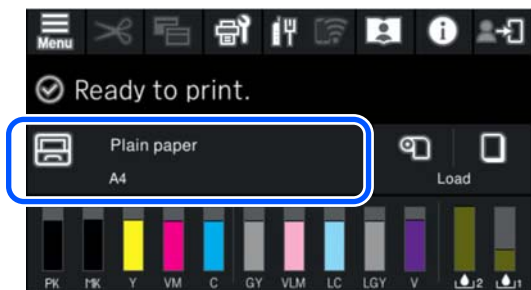 Menu
Ready to print.
Plain paper
A4
Load
PK MK Y VM C GY VLM LC LGY V 2 1